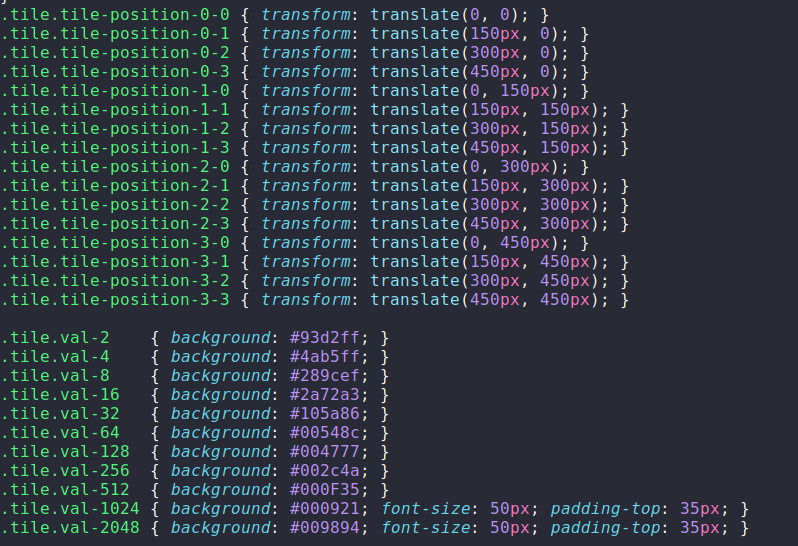 .tile.tile-position-0-0 { transform: translate(0, 0); }
.tile.tile-position-0-1 { transform: translate(150px, 0); }
.tile.tile-position-0-2 { transform: translate(300px, 0); }
.tile.tile-position-0-3 { transform: translate(450px, 0); }
.tile.tile-position-1-0 { transform: translate(0, 150px); }
.tile.tile-position-1-1 { transform: translate(150px, 150px); }
.tile.tile-position-1-2 { transform: translate(300px, 150px); }
.tile.tile-position-1-3 { transform: translate(450px, 150px); }
.tile.tile-position-2-0 { transform: translate(0, 300px); }
.tile.tile-position-2-1 { transform: translate(150px, 300px); }
.tile.tile-position-2-2 { transform: translate(300px, 300px); }
.tile.tile-position-2-3 { transform: translate(450px, 300px); }
.tile.tile-position-3-0 { transform: translate(0, 450px); }
.tile.tile-position-3-1 { transform: translate(150px, 450px); }
.tile.tile-position-3-2 { transform: translate(300px, 450px); }
.tile.tile-position-3-3 { transform: translate(450px, 450px); }

.tile.val-2    { background: #93d2ff; }
.tile.val-4    { background: #4ab5ff; }
.tile.val-8    { background: #289cef; }
.tile.val-16   { background: #2a72a3; }
.tile.val-32   { background: #105a86; }
.tile.val-64   { background: #00548c; }
.tile.val-128  { background: #004777; }
.tile.val-256  { background: #002c4a; }
.tile.val-512  { background: #000F35; }
.tile.val-1024 { background: #000921; font-size: 50px; padding-top: 35px; }
.tile.val-2048 { background: #009894; font-size: 50px; padding-top: 35px; }